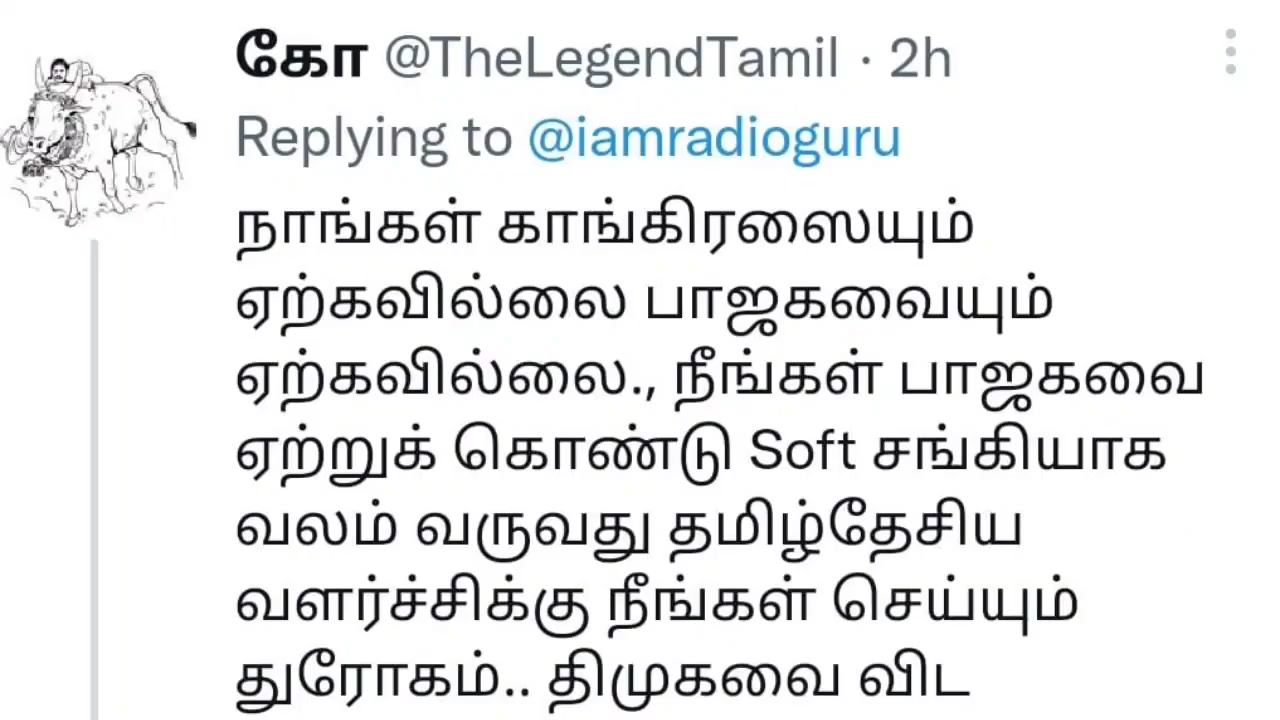 கோ @TheLegendTamil · 2h
Replying to @iamradioguru
நாங்கள் காங்கிரஸையும்
ஏற்கவில்லை பாஜகவையும்
ஏற்கவில்லை., நீங்கள் பாஜகவை
ஏற்றுக் கொண்டு Soft சங்கியாக
வலம் வருவது தமிழ்தேசிய
வளர்ச்சிக்கு நீங்கள் செய்யும்
துரோகம்.. திமுகவை விட